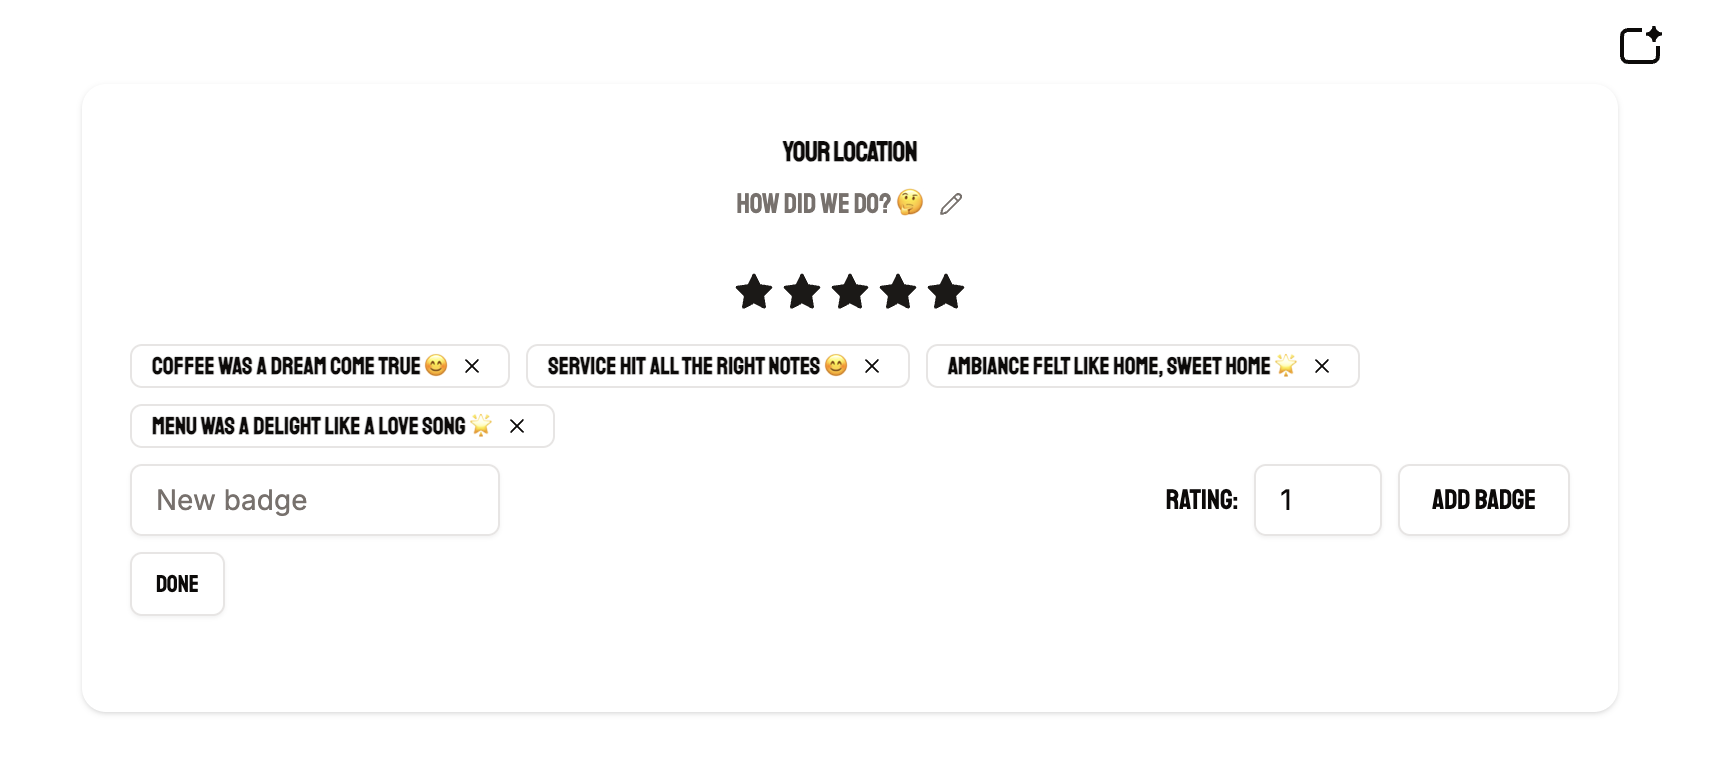 YOUR LOCATION
HOW DID WE DO? 🤔
COFFEE WAS A DREAM COME TRUE 😊
SERVICE HIT ALL THE RIGHT NOTES 😊
AMBIANCE FELT LIKE HOME, SWEET HOME 🌟
MENU WAS A DELIGHT LIKE A LOVE SONG 🌟
New badge
RATING: 1
ADD BADGE
DONE